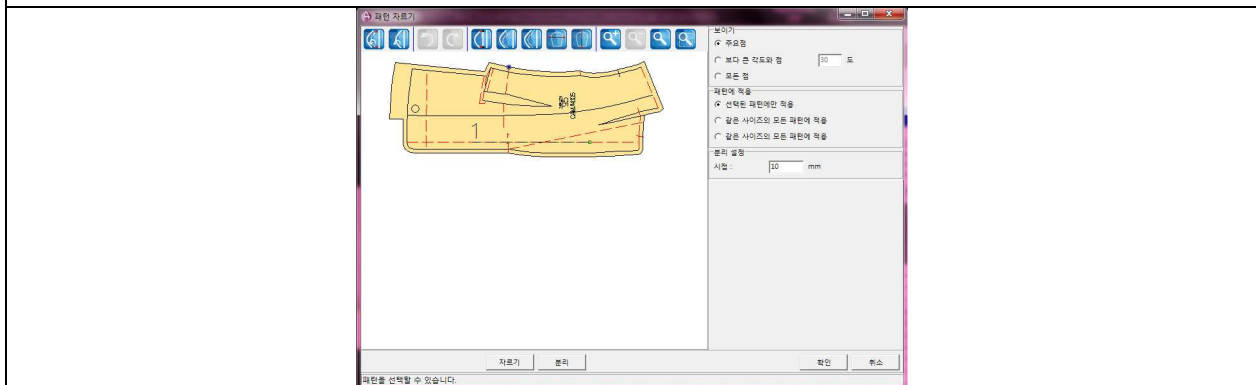 패턴 자르기
보이기
주요점
보다 큰 각도와 점 30 도
모든 점
패턴에 적용
선택된 패턴에만 적용
같은 사이즈의 모든 패턴에 적용
같은 사이즈의 모든 패턴에 적용
분리 설정
시접 : 10 mm
1
자르기 분리 확인 취소
패턴을 선택할 수 있습니다.